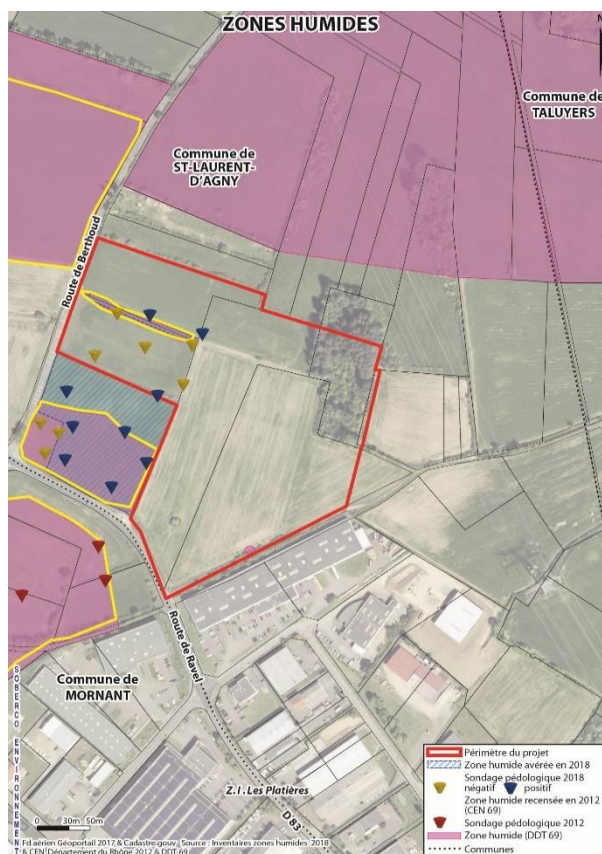 ZONES HUMIDES
N
Commune de
TALUYERS
Commune de
ST-LAURENT-
D'AGNY
Route de Berthoud
Route de Ravel
Commune de
MORNANT
Z.I. Les Platières
D 83
SOBERCO ENVIRONNEMENT
0 30m 50m
Fd aérien Géoportail 2017 & Cadastre.gouv, Source : Inventaires zones humides 2018
& CEN Département du Rhône 2012 & DDT 69
Périmètre du projet
Zone humide avérée en 2018
Sondage pédologique 2018
négatif positif
Zone humide recensée en 2012
(CEN 69)
Sondage pédologique 2012
Zone humide (DDT 69)
Communes